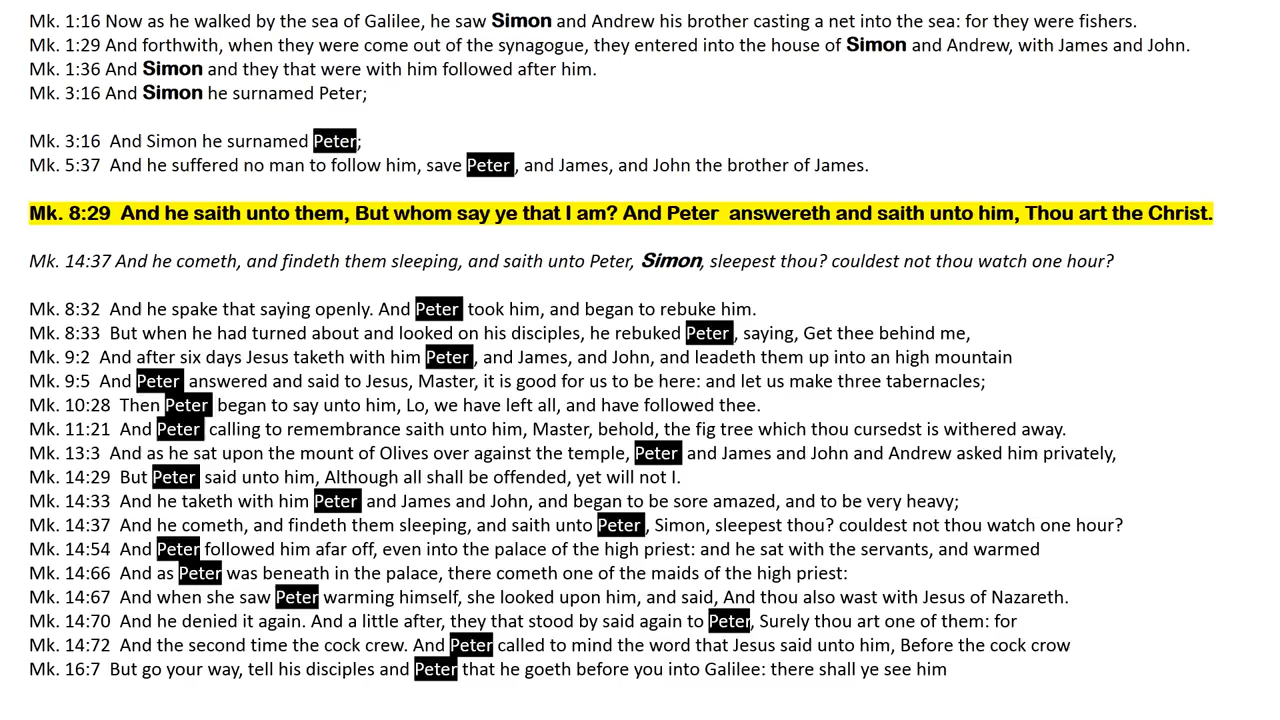 Mk. 1:16 Now as he walked by the sea of Galilee, he saw Simon and Andrew his brother casting a net into the sea: for they were fishers.
Mk. 1:29 And forthwith, when they were come out of the synagogue, they entered into the house of Simon and Andrew, with James and John.
Mk. 1:36 And Simon and they that were with him followed after him.
Mk. 3:16 And Simon he surnamed Peter;
Mk. 3:16 And Simon he surnamed Peter;
Mk. 5:37 And he suffered no man to follow him, save Peter , and James, and John the brother of James.
Mk. 8:29 And he saith unto them, But whom say ye that I am? And Peter answereth and saith unto him, Thou art the Christ.
Mk. 14:37 And he cometh, and findeth them sleeping, and saith unto Peter, Simon, sleepest thou? couldest not thou watch one hour?
Mk. 8:32 And he spake that saying openly. And Peter took him, and began to rebuke him.
Mk. 8:33 But when he had turned about and looked on his disciples, he rebuked Peter , saying, Get thee behind me,
Mk. 9:2 And after six days Jesus taketh with him Peter , and James, and John, and leadeth them up into an high mountain
Mk. 9:5 And Peter answered and said to Jesus, Master, it is good for us to be here: and let us make three tabernacles;
Mk. 10:28 Then Peter began to say unto him, Lo, we have left all, and have followed thee.
Mk. 11:21 And Peter calling to remembrance saith unto him, Master, behold, the fig tree which thou cursedst is withered away.
Mk. 13:3 And as he sat upon the mount of Olives over against the temple, Peter and James and John and Andrew asked him privately,
Mk. 14:29 But Peter said unto him, Although all shall be offended, yet will not I.
Mk. 14:33 And he taketh with him Peter and James and John, and began to be sore amazed, and to be very heavy;
Mk. 14:37 And he cometh, and findeth them sleeping, and saith unto Peter , Simon, sleepest thou? couldest not thou watch one hour?
Mk. 14:54 And Peter followed him afar off, even into the palace of the high priest: and he sat with the servants, and warmed
Mk. 14:66 And as Peter was beneath in the palace, there cometh one of the maids of the high priest:
Mk. 14:67 And when she saw Peter warming himself, she looked upon him, and said, And thou also wast with Jesus of Nazareth.
Mk. 14:70 And he denied it again. And a little after, they that stood by said again to Peter, Surely thou art one of them: for
Mk. 14:72 And the second time the cock crew. And Peter called to mind the word that Jesus said unto him, Before the cock crow
Mk. 16:7 But go your way, tell his disciples and Peter that he goeth before you into Galilee: there shall ye see him